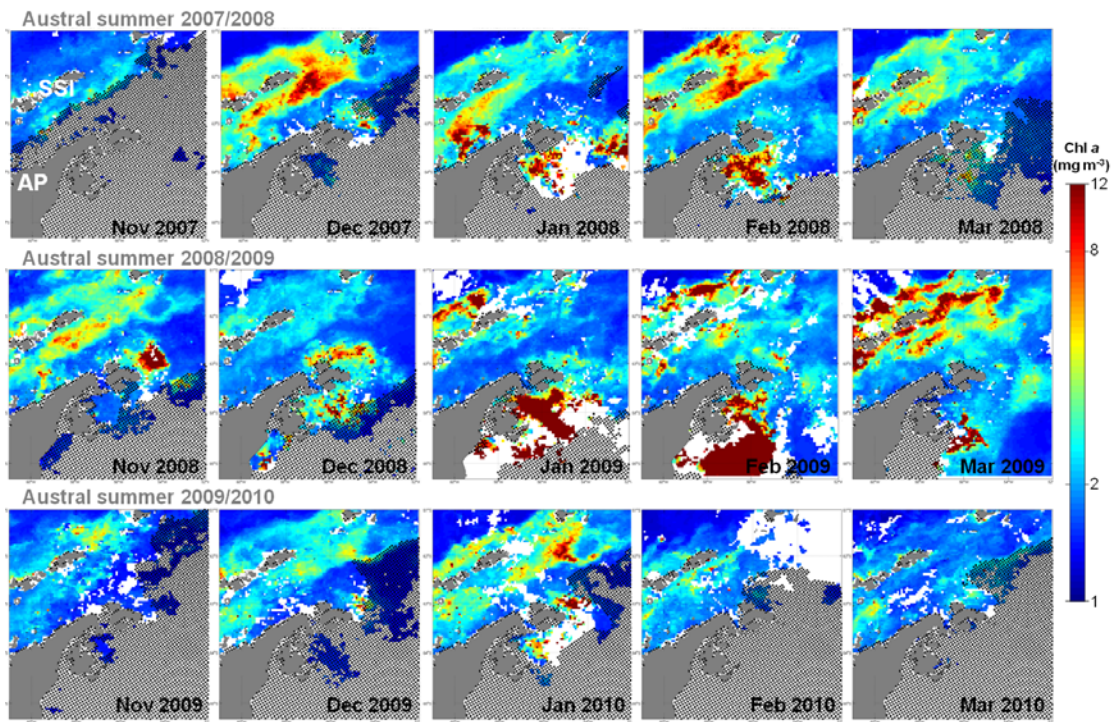 Austral summer 2007/2008
SSI
AP
Nov 2007
Dec 2007
Jan 2008
Feb 2008
Mar 2008
Chl a
(mg m-3)
12
8
4
2
1
Austral summer 2008/2009
Nov 2008
Dec 2008
Jan 2009
Feb 2009
Mar 2009
Austral summer 2009/2010
Nov 2009
Dec 2009
Jan 2010
Feb 2010
Mar 2010